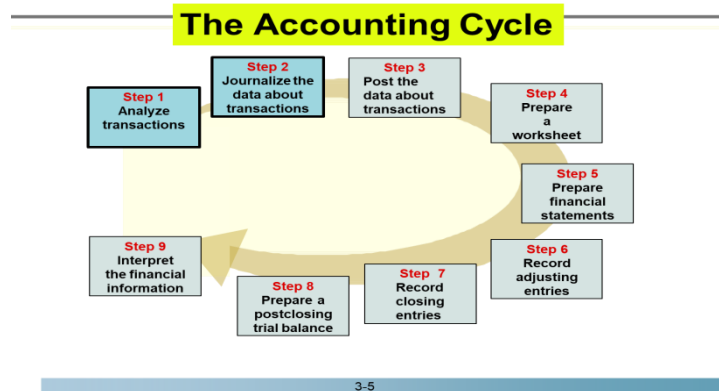 The Accounting Cycle
Step 1
Analyze
transactions
Step 2
Journalize the
data about
transactions
Step 3
Post the
data about
transactions
Step 4
Prepare
a
worksheet
Step 5
Prepare
financial
statements
Step 6
Record
adjusting
entries
Step 7
Record
closing
entries
Step 8
Prepare a
postclosing
trial balance
Step 9
Interpret
the financial
information
3-5